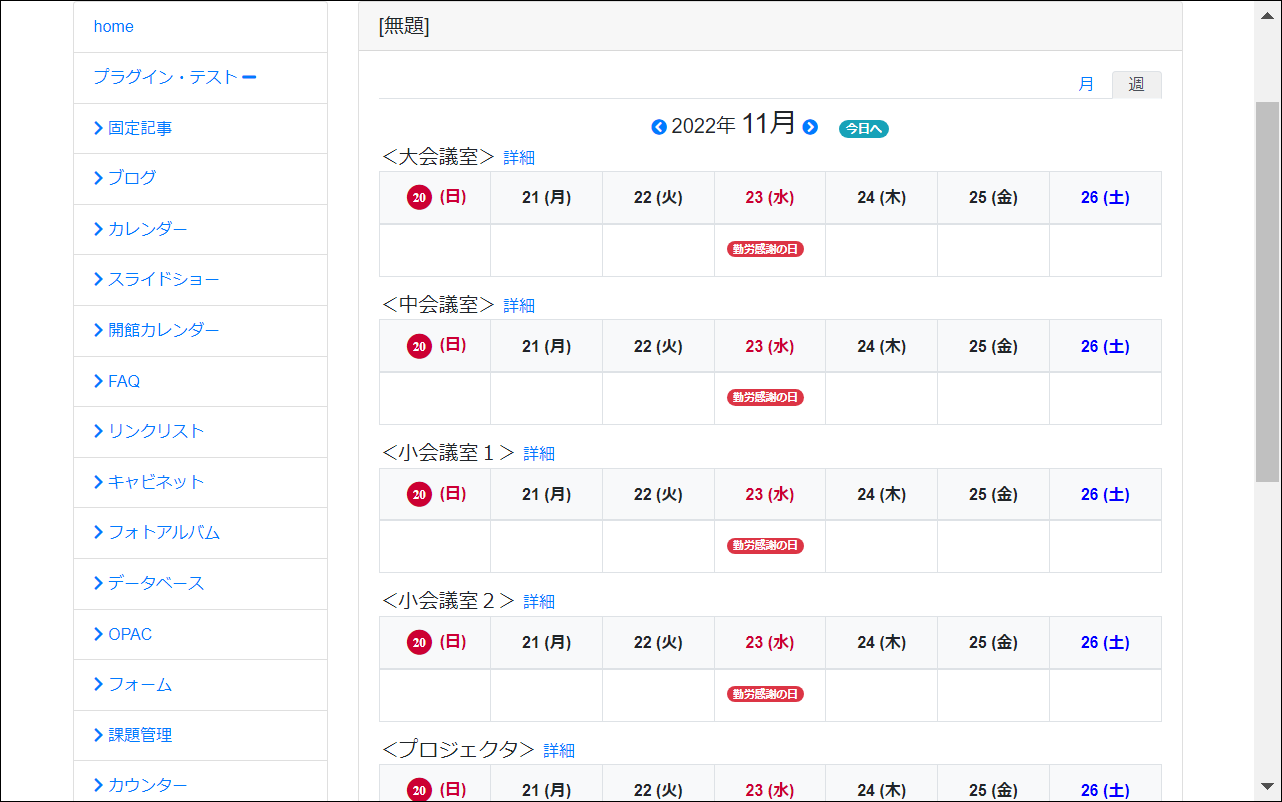 home
プラグイン・テスト
固定記事
ブログ
カレンダー
スライドショー
開館カレンダー
FAQ
リンクリスト
キャビネット
フォトアルバム
データベース
OPAC
フォーム
課題管理
カウンター
[無題]
月 週
2022年 11月 今日へ
＜大会議室＞ 詳細
20 (日) 21 (月) 22 (火) 23 (水) 24 (木) 25 (金) 26 (土)
勤労感謝の日
＜中会議室＞ 詳細
20 (日) 21 (月) 22 (火) 23 (水) 24 (木) 25 (金) 26 (土)
勤労感謝の日
＜小会議室１＞ 詳細
20 (日) 21 (月) 22 (火) 23 (水) 24 (木) 25 (金) 26 (土)
勤労感謝の日
＜小会議室２＞ 詳細
20 (日) 21 (月) 22 (火) 23 (水) 24 (木) 25 (金) 26 (土)
勤労感謝の日
＜プロジェクタ＞ 詳細
20 (日) 21 (月) 22 (火) 23 (水) 24 (木) 25 (金) 26 (土)